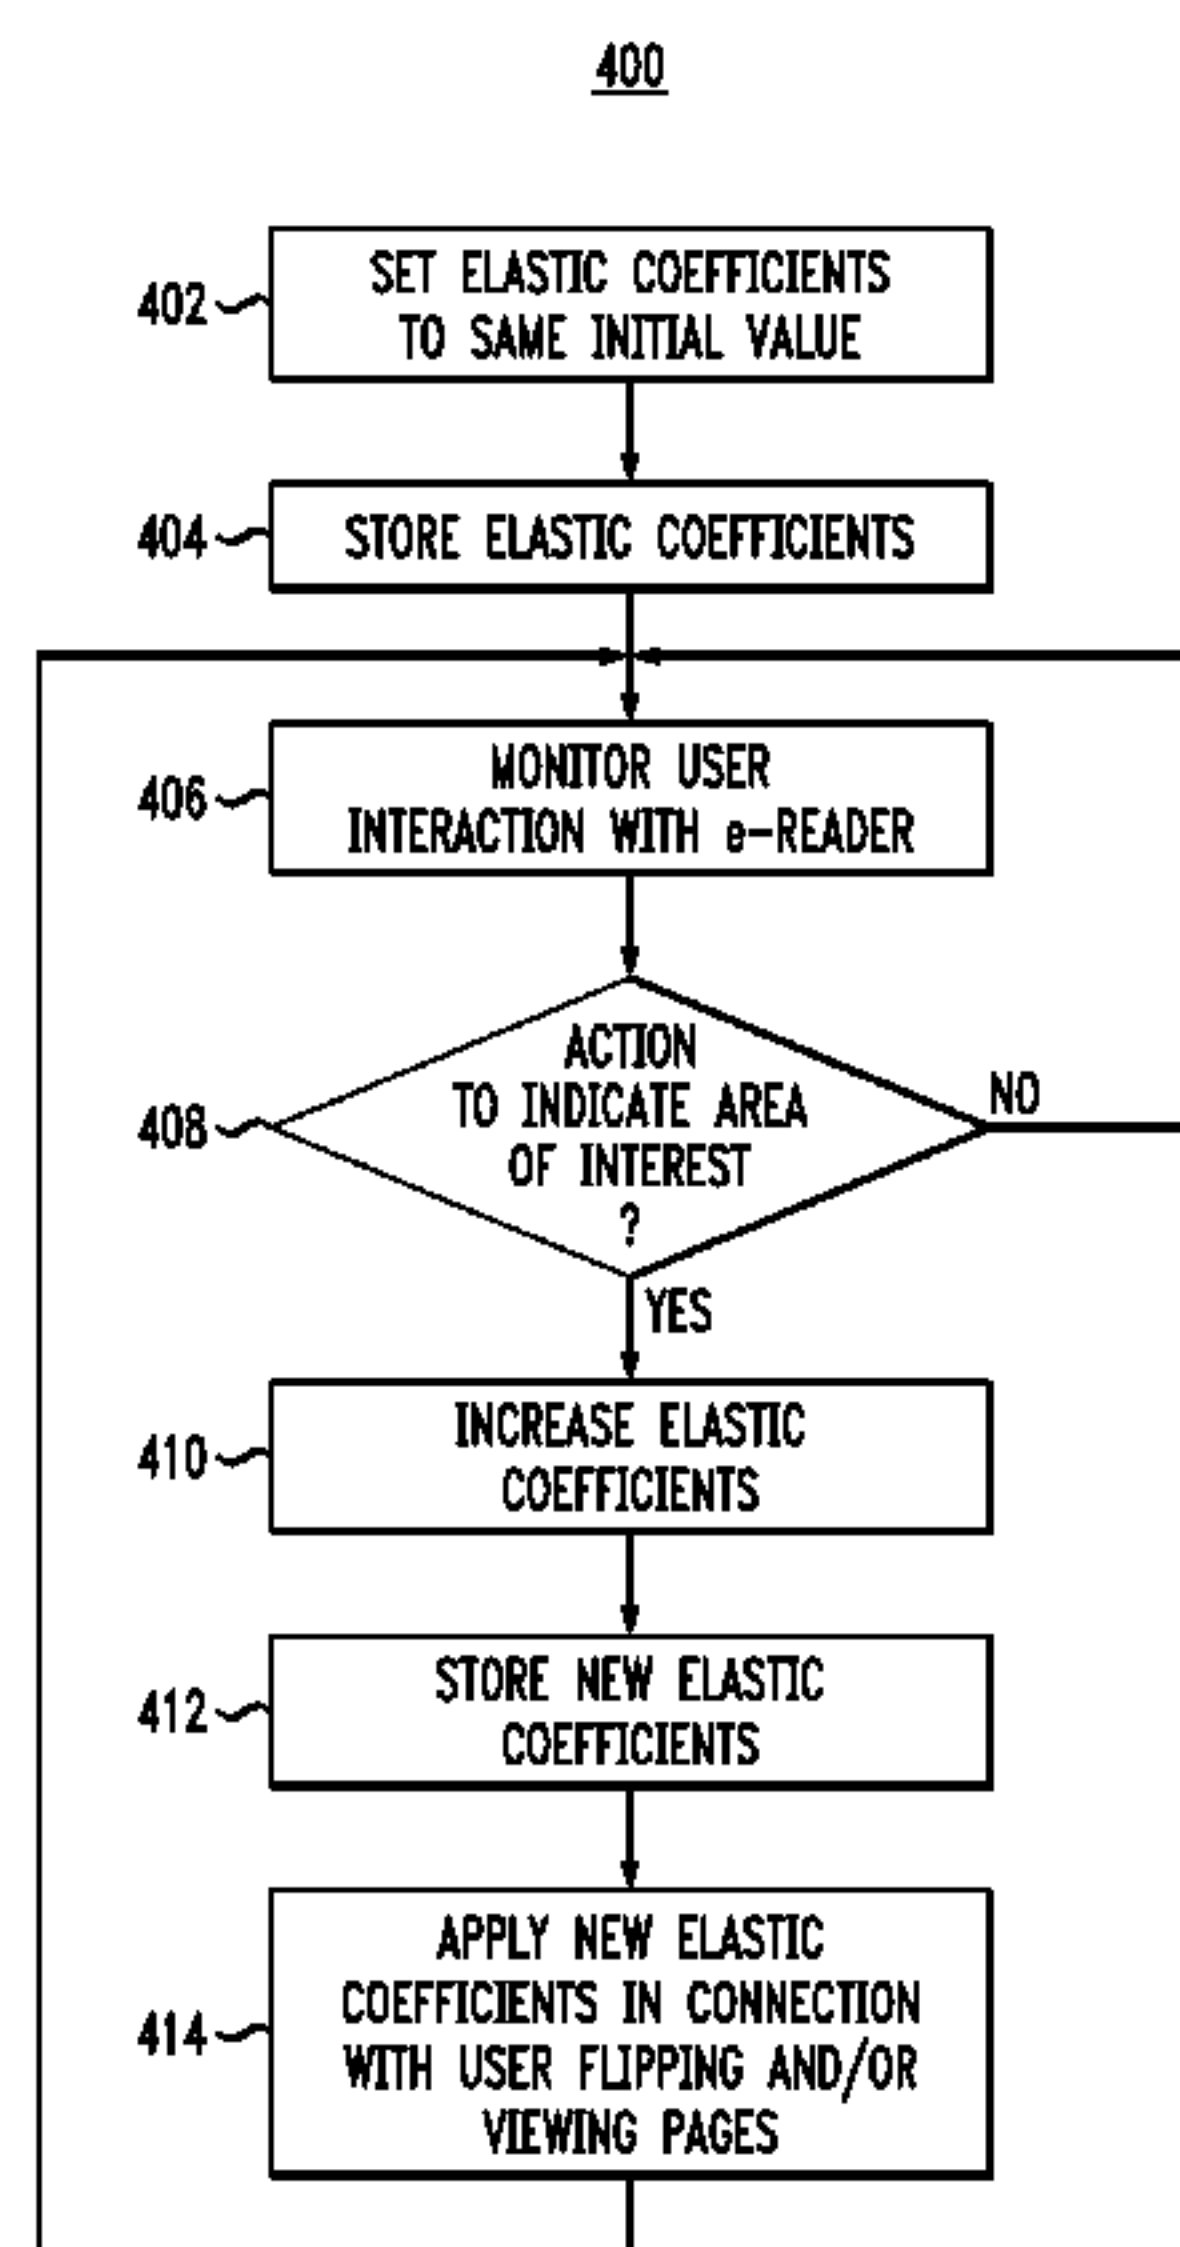 400
402
SET ELASTIC COEFFICIENTS
TO SAME INITIAL VALUE
404
STORE ELASTIC COEFFICIENTS
406
MONITOR USER
INTERACTION WITH e-READER
408
ACTION
TO INDICATE AREA
OF INTEREST
?
NO
YES
410
INCREASE ELASTIC
COEFFICIENTS
412
STORE NEW ELASTIC
COEFFICIENTS
414
APPLY NEW ELASTIC
COEFFICIENTS IN CONNECTION
WITH USER FLIPPING AND/OR
VIEWING PAGES